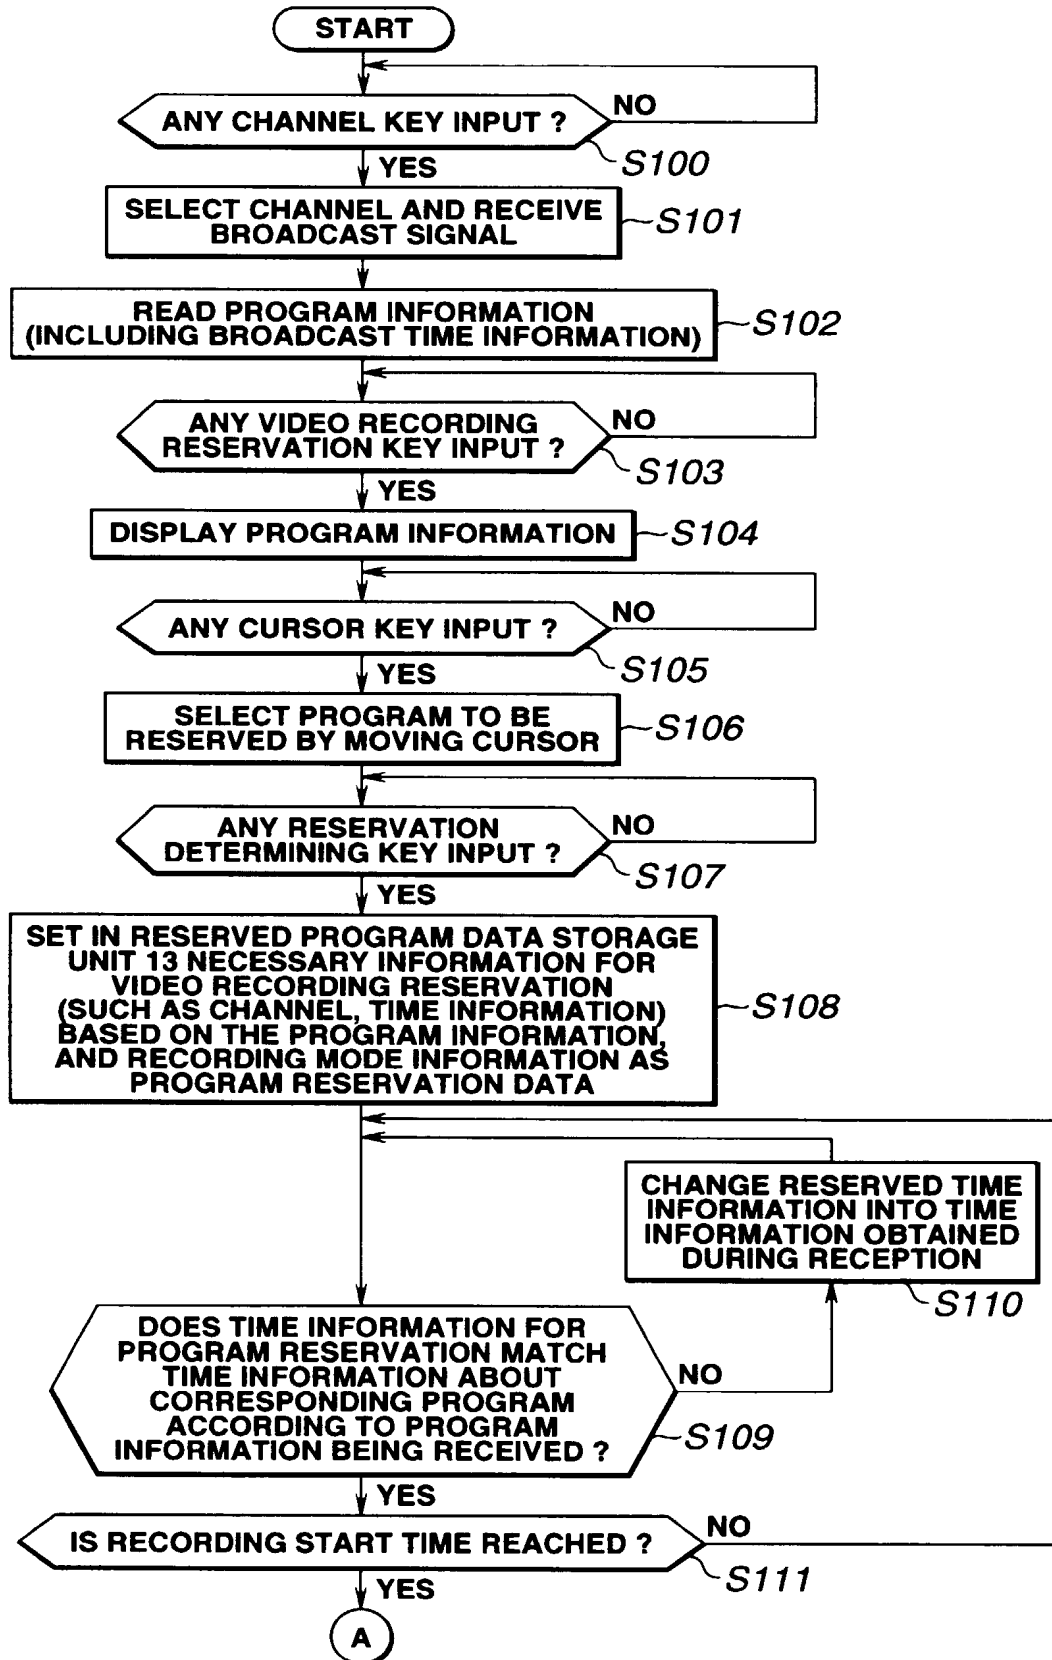 START
ANY CHANNEL KEY INPUT ?
NO
S100
YES
SELECT CHANNEL AND RECEIVE
BROADCAST SIGNAL
S101
READ PROGRAM INFORMATION
(INCLUDING BROADCAST TIME INFORMATION)
S102
ANY VIDEO RECORDING
RESERVATION KEY INPUT ?
NO
S103
YES
DISPLAY PROGRAM INFORMATION
S104
ANY CURSOR KEY INPUT ?
NO
S105
YES
SELECT PROGRAM TO BE
RESERVED BY MOVING CURSOR
S106
ANY RESERVATION
DETERMINING KEY INPUT ?
NO
S107
YES
SET IN RESERVED PROGRAM DATA STORAGE
UNIT 13 NECESSARY INFORMATION FOR
VIDEO RECORDING RESERVATION
(SUCH AS CHANNEL, TIME INFORMATION)
BASED ON THE PROGRAM INFORMATION,
AND RECORDING MODE INFORMATION AS
PROGRAM RESERVATION DATA
S108
CHANGE RESERVED TIME
INFORMATION INTO TIME
INFORMATION OBTAINED
DURING RECEPTION
S110
DOES TIME INFORMATION FOR
PROGRAM RESERVATION MATCH
TIME INFORMATION ABOUT
CORRESPONDING PROGRAM
ACCORDING TO PROGRAM
INFORMATION BEING RECEIVED ?
NO
S109
YES
IS RECORDING START TIME REACHED ?
NO
S111
YES
A